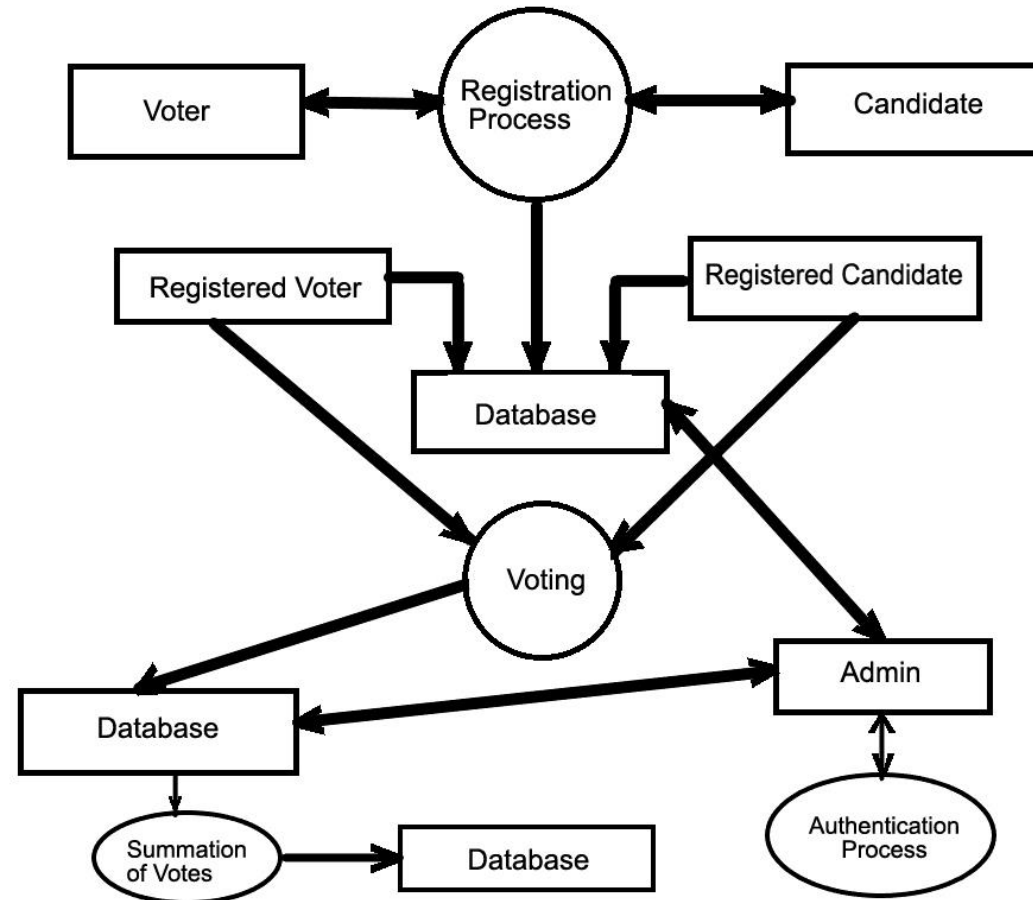 Voter
Registration
Process
Candidate
Registered Voter
Registered Candidate
Database
Voting
Admin
Database
Authentication
Process
Summation
of Votes
Database